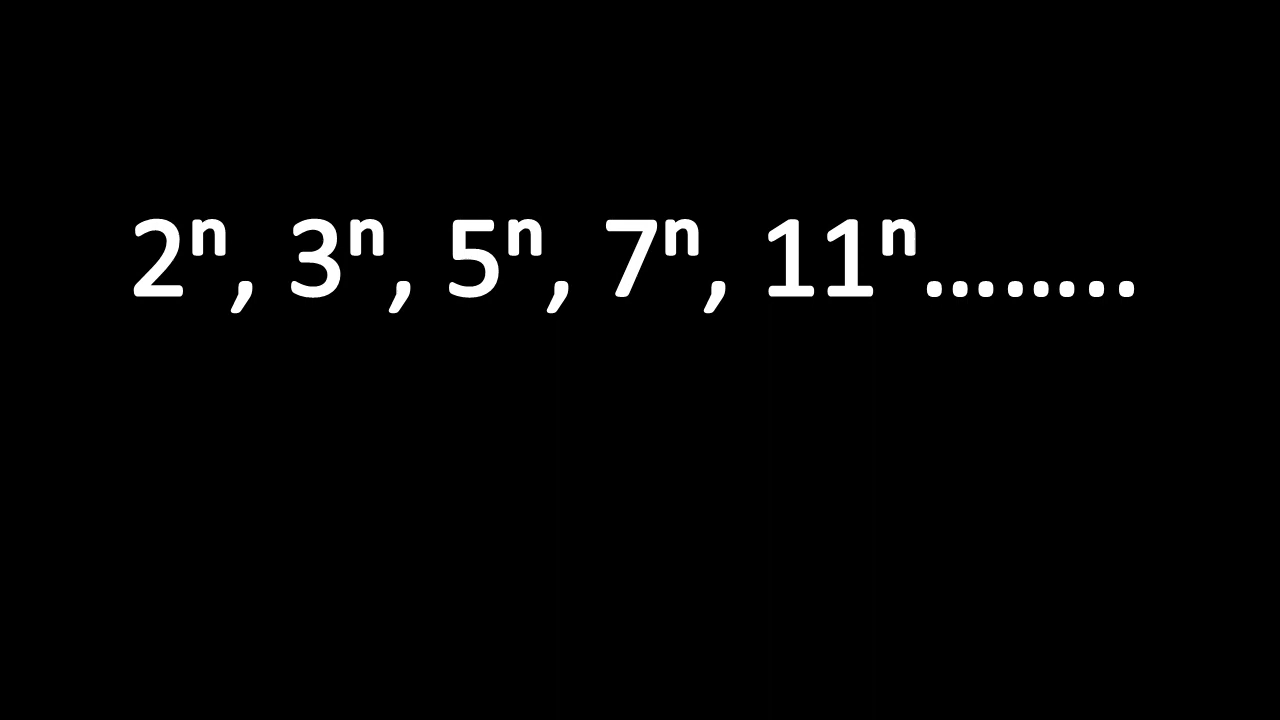 2ⁿ, 3ⁿ, 5ⁿ, 7ⁿ, 11ⁿ........